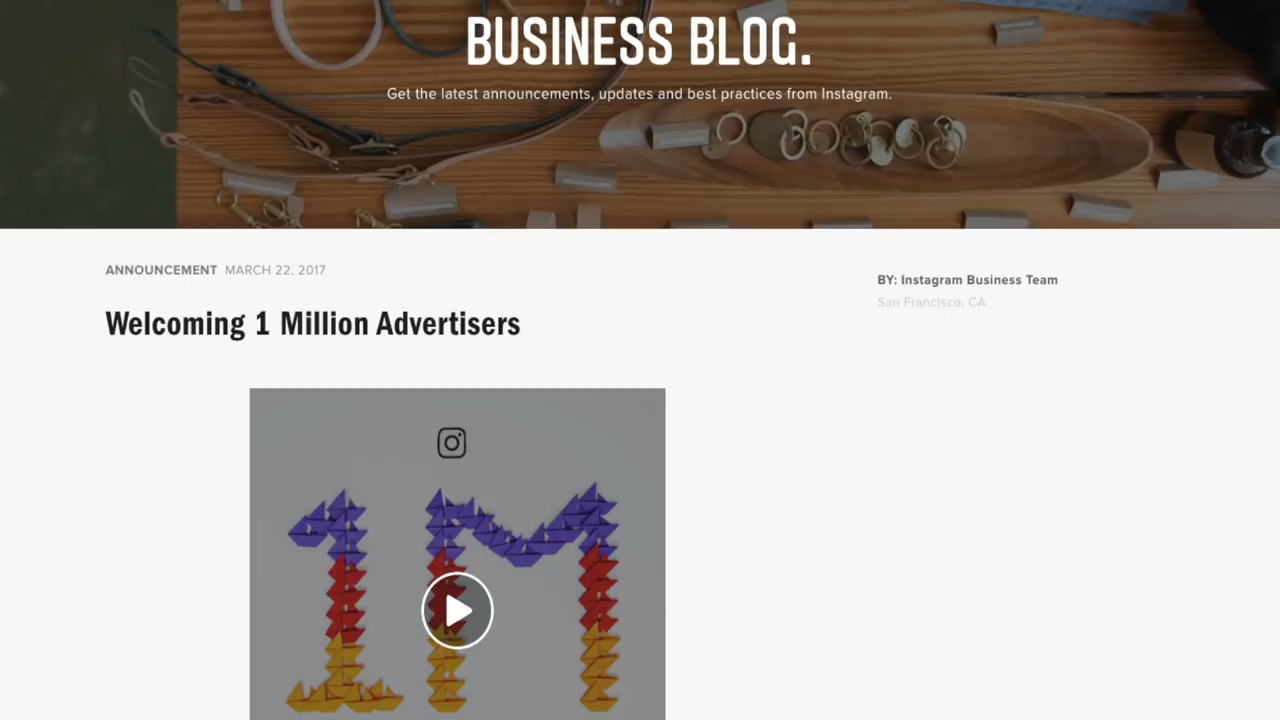 BUSINESS BLOG.
Get the latest announcements, updates and best practices from Instagram.
ANNOUNCEMENT MARCH 22, 2017
BY: Instagram Business Team
San Francisco, CA
Welcoming 1 Million Advertisers
1M